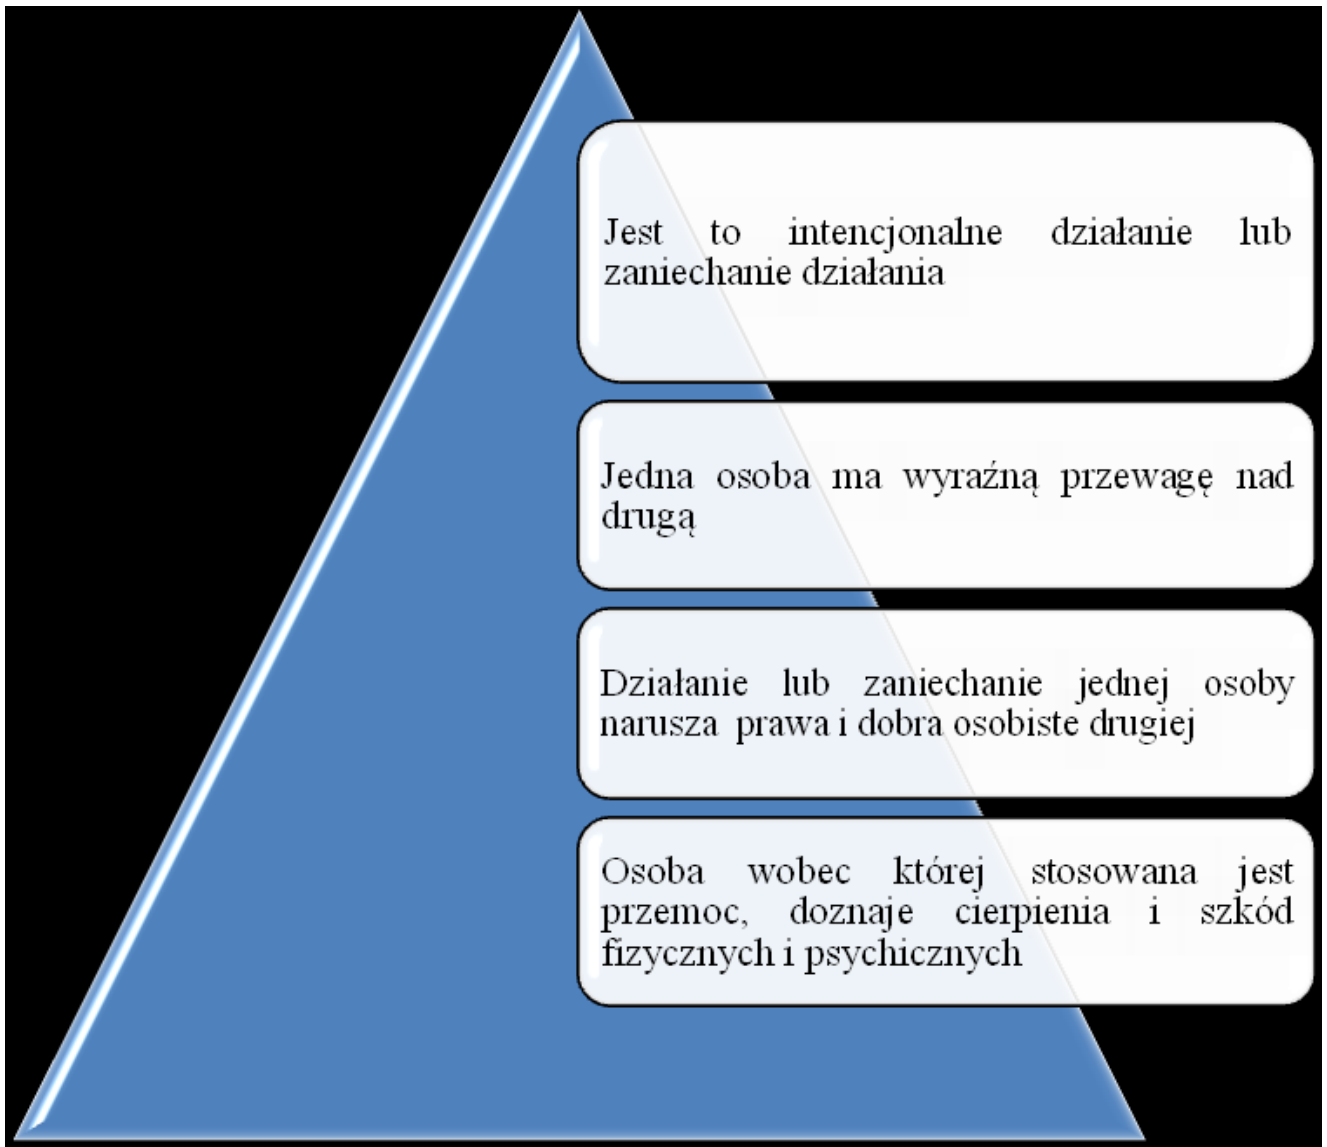 Jest to intencjonalne działanie lub
zaniechanie działania
Jedna osoba ma wyraźną przewagę nad
drugą
Działanie lub zaniechanie jednej osoby
narusza prawa i dobra osobiste drugiej
Osoba wobec której stosowana jest
przemoc, doznaje cierpienia i szkód
fizycznych i psychicznych